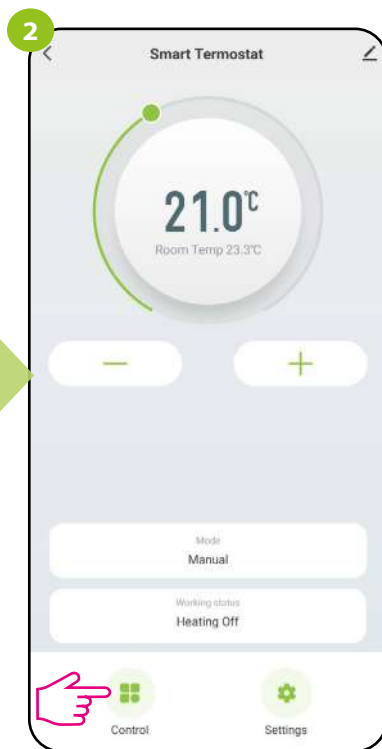 2
Smart Termostat
21.0°C
Room Temp 23.3°C
Mode
Manual
Working status
Heating Off
Control
Settings